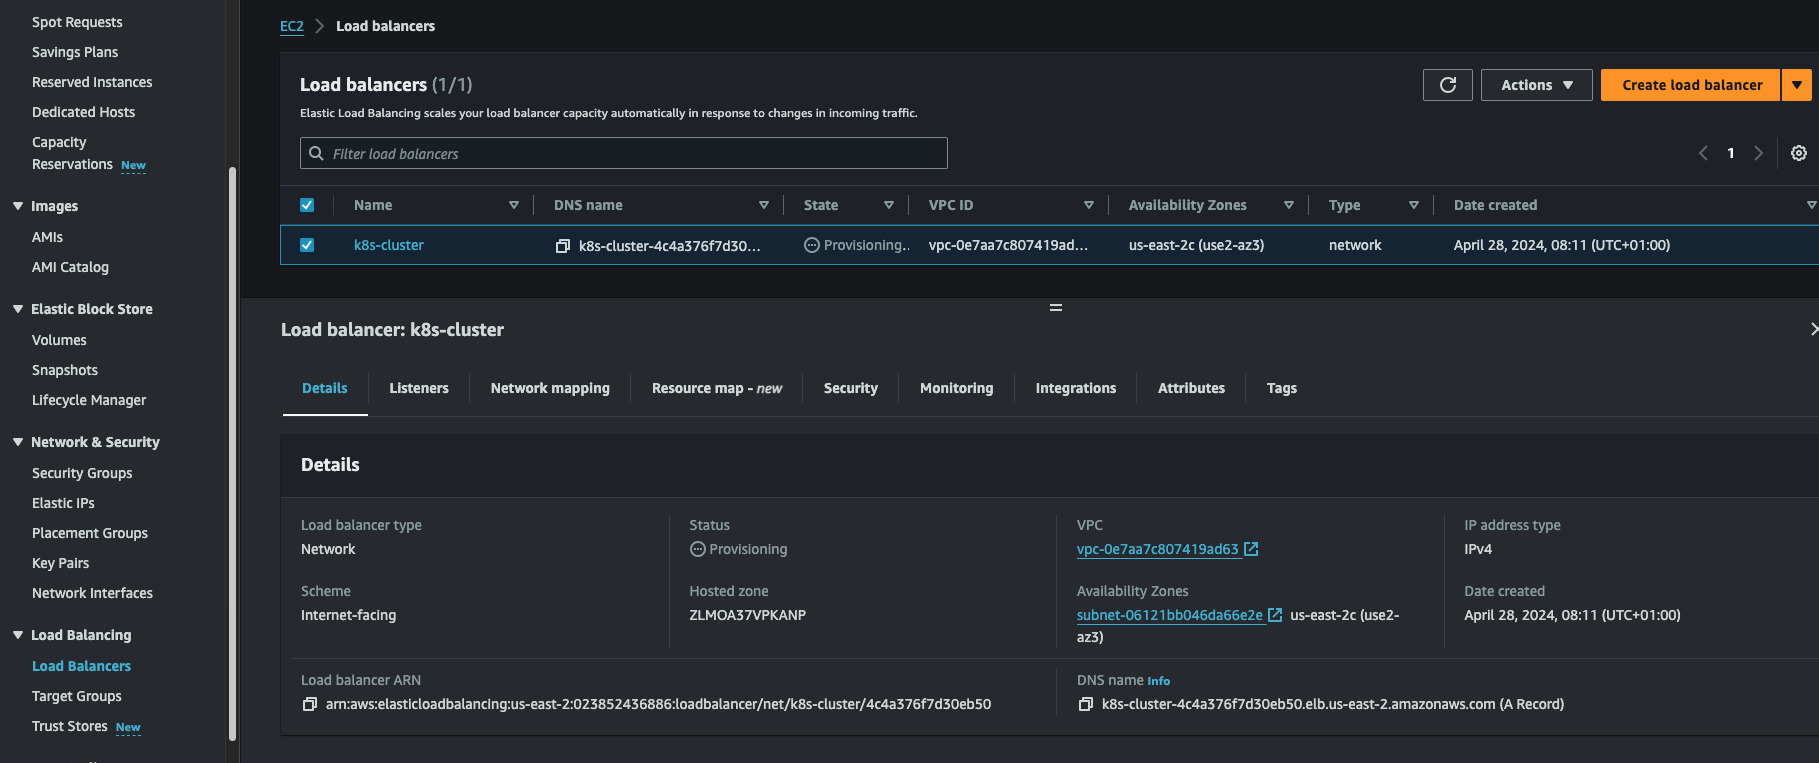 Spot Requests
Savings Plans
Reserved Instances
Dedicated Hosts
Capacity
Reservations New
Images
AMIs
AMI Catalog
Elastic Block Store
Volumes
Snapshots
Lifecycle Manager
Network & Security
Security Groups
Elastic IPs
Placement Groups
Key Pairs
Network Interfaces
Load Balancing
Load Balancers
Target Groups
Trust Stores New
EC2 Load balancers
Load balancers (1/1)
Actions
Create load balancer
Elastic Load Balancing scales your load balancer capacity automatically in response to changes in incoming traffic.
Filter load balancers
1
Name DNS name State VPC ID Availability Zones Type Date created
k8s-cluster k8s-cluster-4c4a376f7d30... Provisioning.. vpc-0e7aa7c807419ad... us-east-2c (use2-az3) network April 28, 2024, 08:11 (UTC+01:00)
Load balancer: k8s-cluster
Details Listeners Network mapping Resource map - new Security Monitoring Integrations Attributes Tags
Details
Load balancer type
Network
Status
Provisioning
VPC
vpc-0e7aa7c807419ad63
IP address type
IPv4
Scheme
Internet-facing
Hosted zone
ZLMOA37VPKANP
Availability Zones
subnet-06121bb046da66e2e us-east-2c (use2-
az3)
Date created
April 28, 2024, 08:11 (UTC+01:00)
Load balancer ARN
arn:aws:elasticloadbalancing:us-east-2:023852436886:loadbalancer/net/k8s-cluster/4c4a376f7d30eb50
DNS name Info
k8s-cluster-4c4a376f7d30eb50.elb.us-east-2.amazonaws.com (A Record)